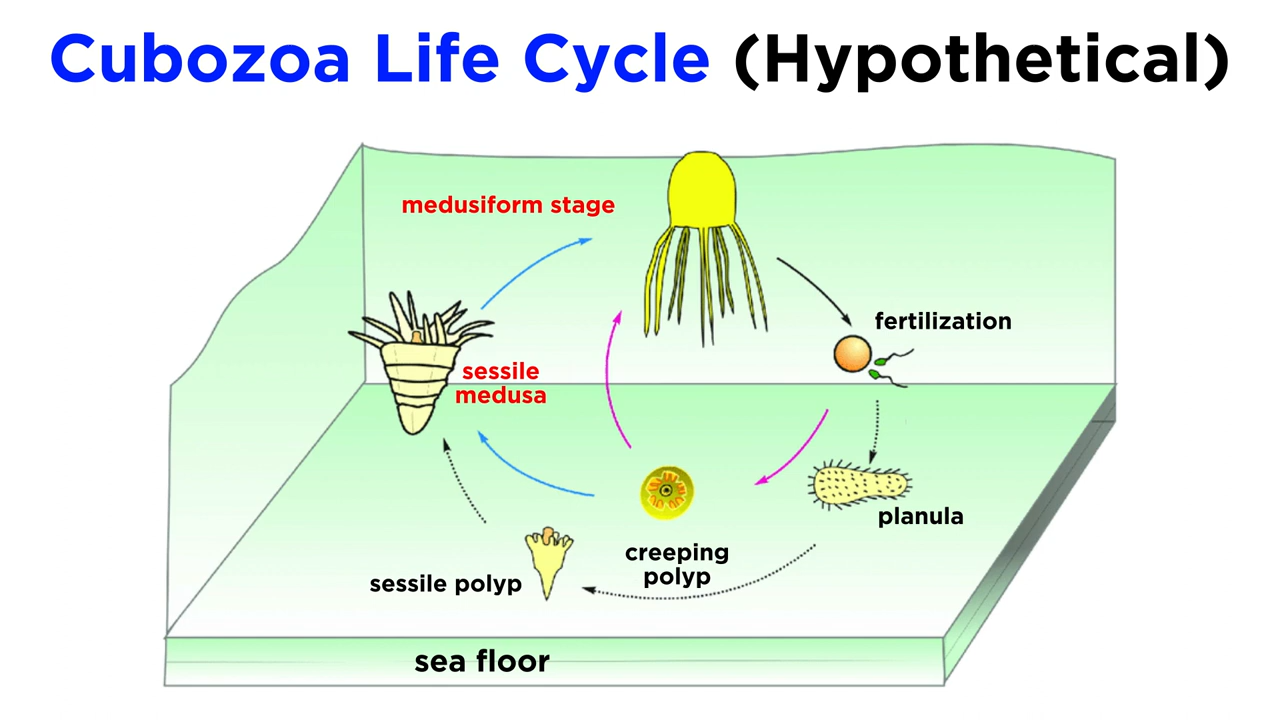 Cubozoa Life Cycle (Hypothetical)
medusiform stage
fertilization
sessile
medusa
planula
creeping
polyp
sessile polyp
sea floor